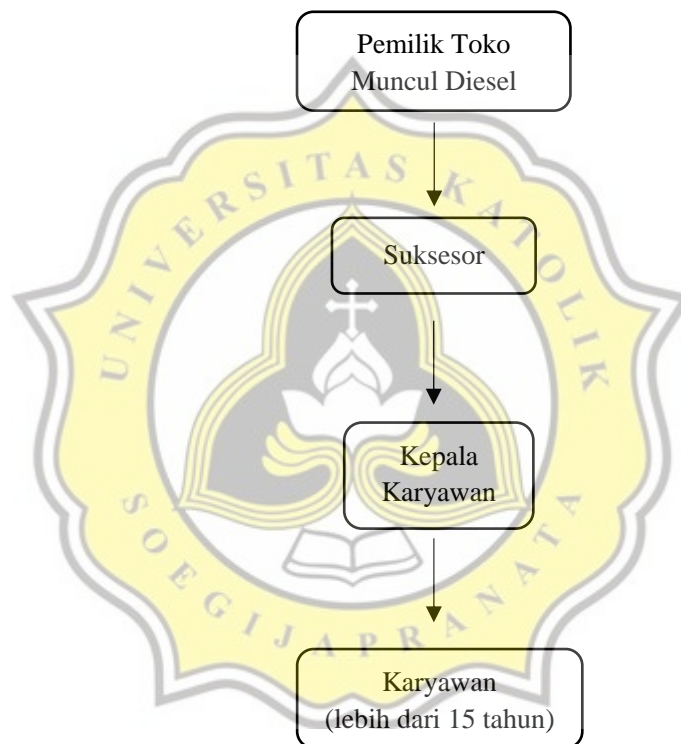 Pemilik Toko
Muncul Diesel
UNIVERSITAS KATOLIK
Suksesor
Kepala
Karyawan
SOEGIJAPRANATA
Karyawan
(lebih dari 15 tahun)